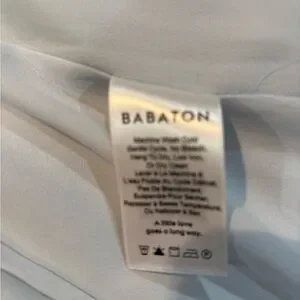 BABATON
Machine Wash Cold
Gentle Cycle, No Bleach,
Hang To Dry, Low Iron,
Or Dry Clean
Laver À La Machine À
L'eau Froide Au Cycle Délicat,
Pas De Blanchiment,
Suspendre Pour Sécher,
Repasser à Basse Température,
Ou Nettoyer à Sec
A little love
goes a long way.